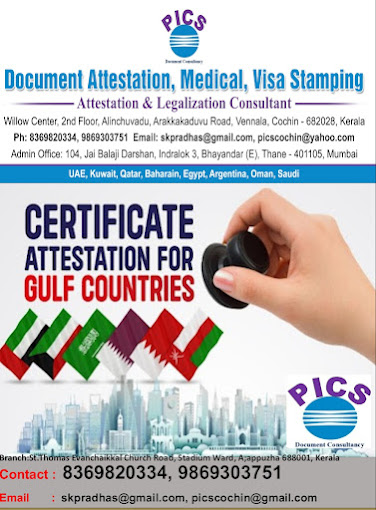 PICS
Document Consultancy
Document Attestation, Medical, Visa Stamping
Attestation & Legalization Consultant
Willow Center, 2nd Floor, Alinchuvadu, Arakkakaduvu Road, Vennala, Cochin - 682028, Kerala
Ph: 8369820334, 9869303751 Email: skpradhas@gmail.com, picscochin@yahoo.com
Admin Office: 104, Jai Balaji Darshan, Indralok 3, Bhayandar (E), Thane - 401105, Mumbai
UAE, Kuwait, Qatar, Baharain, Egypt, Argentina, Oman, Saudi
CERTIFICATE
ATTESTATION FOR
GULF COUNTRIES
PICS
Document Consultancy
Branch:St.Thomas Evanchaikkal Church Road, Stadium Ward, A;appuzha 688001, Kerala
Contact : 8369820334, 9869303751
Email : skpradhas@gmail.com, picscochin@gmail.com